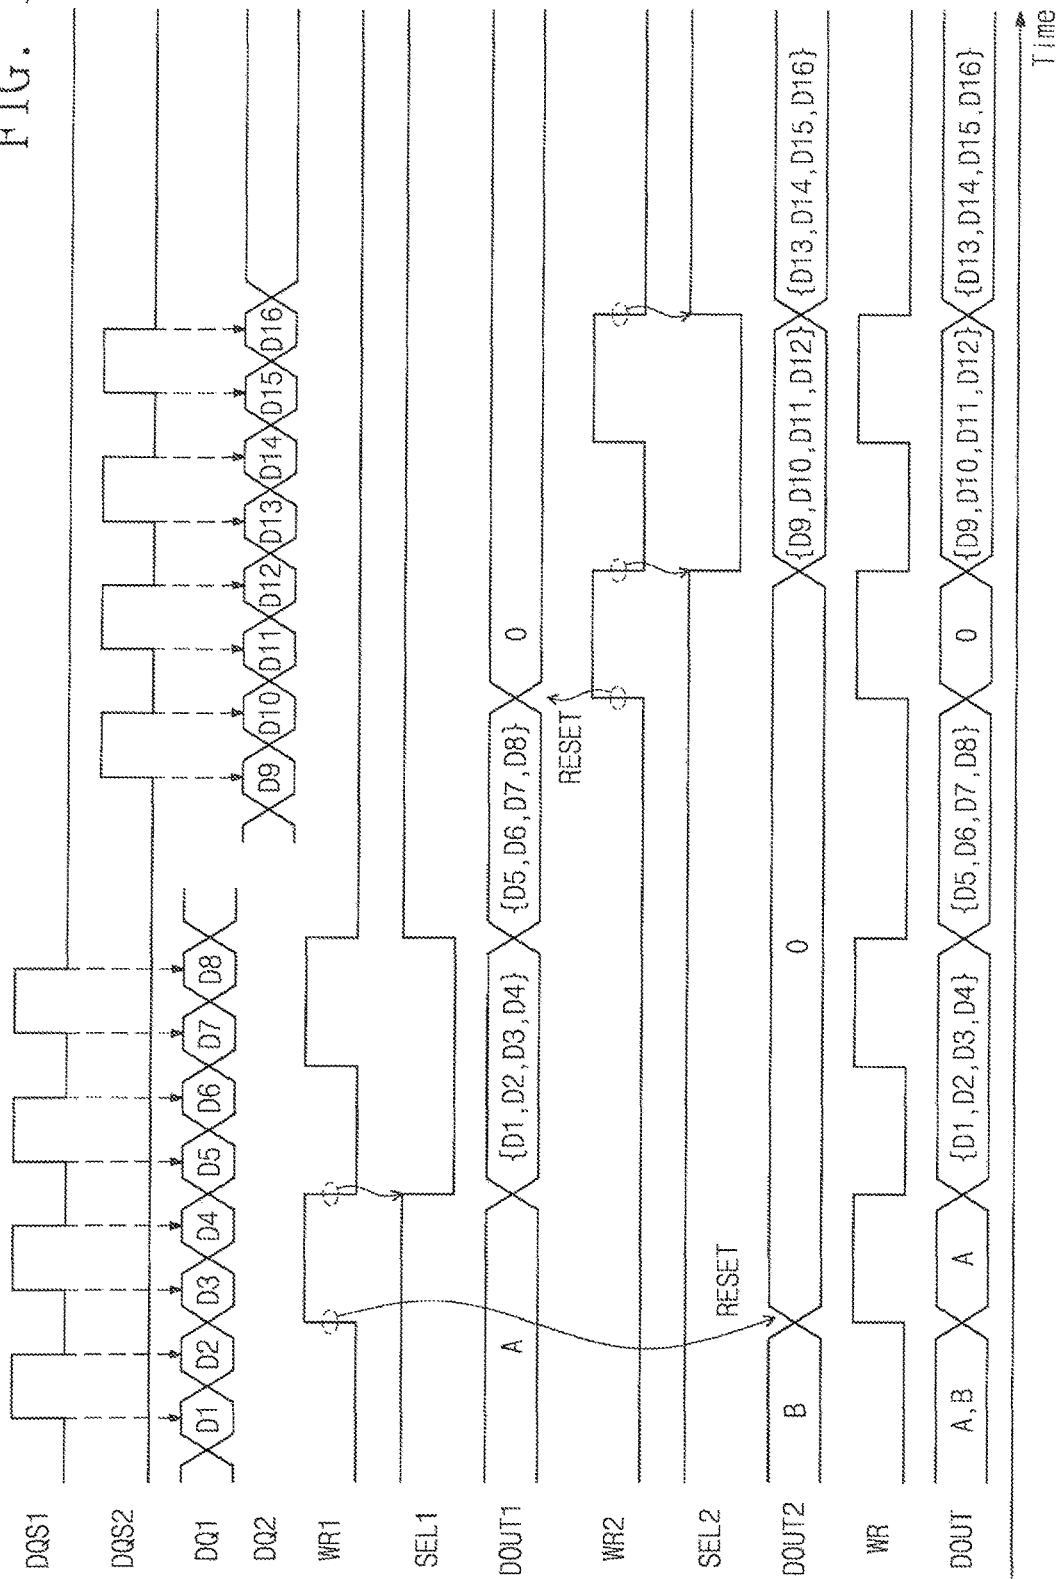 FIG.
DQS1
DQS2
DQ1 D1 D2 D3 D4 D5 D6 D7 D8
DQ2 D9 D10 D11 D12 D13 D14 D15 D16
WR1
SEL1
DOUT1 A {D1,D2,D3,D4} {D5,D6,D7,D8} 0
RESET
WR2
SEL2
RESET
DOUT2 B 0 {D9,D10,D11,D12} {D13,D14,D15,D16}
WR
DOUT A,B A {D1,D2,D3,D4} {D5,D6,D7,D8} 0 {D9,D10,D11,D12} {D13,D14,D15,D16}
Time